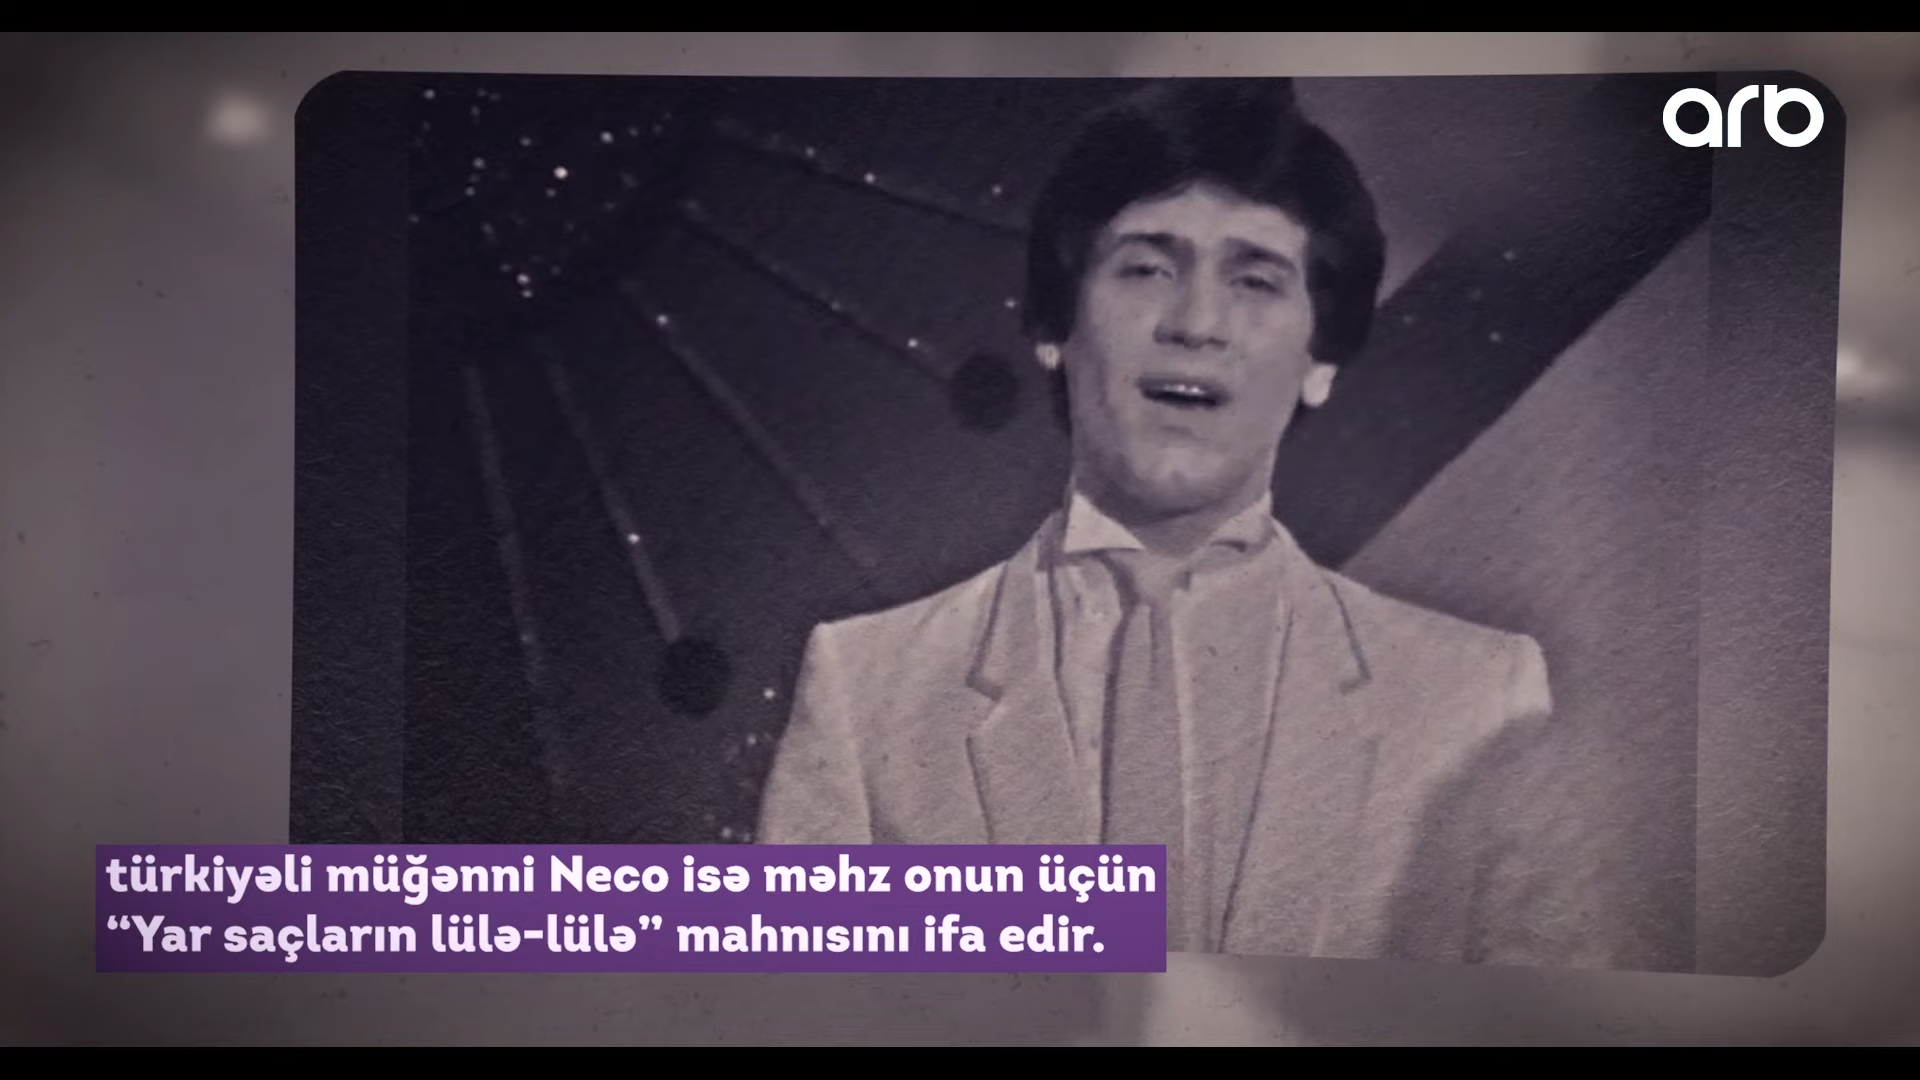 arb
türkiyəli müğənni Neco isə məhz onun üçün
“Yar saçların lülə-lülə” mahnısını ifa edir.